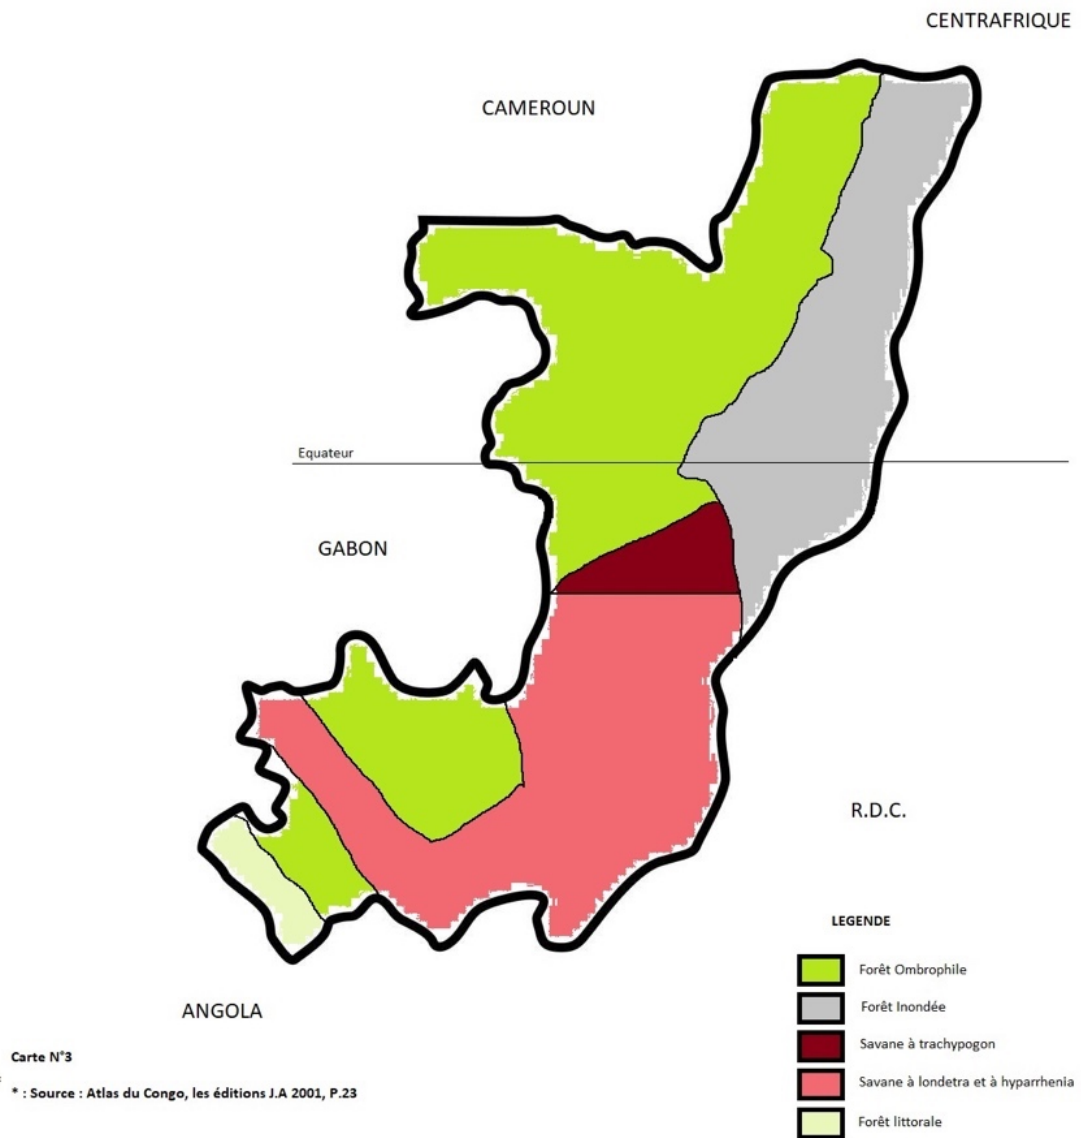 CENTRAFRIQUE
CAMEROUN
Equateur
GABON
R.D.C.
LEGENDE
Forêt Ombrophile
Forêt Inondée
Savane à trachypogon
Savane à londetra et à hyparrhenia
Forêt littorale
ANGOLA
Carte N°3
* : Source : Atlas du Congo, les éditions J.A 2001, P.23